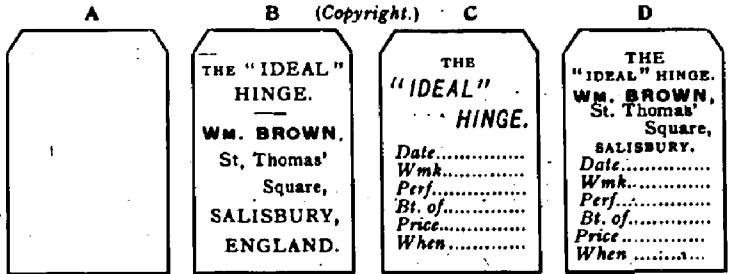 A B (Copyright.) C D
THE "IDEAL"
HINGE.
WM. BROWN,
St, Thomas'
Square,
SALISBURY,
ENGLAND.
THE
"IDEAL"
HINGE.
Date...............
Wmk...............
Perf...............
Bt. of...............
Price...............
When...............
THE
"IDEAL" HINGE.
WM. BROWN,
St. Thomas'
Square,
SALISBURY.
Date...............
Wmk...............
Perf...............
Bt. of...............
Price...............
When...............